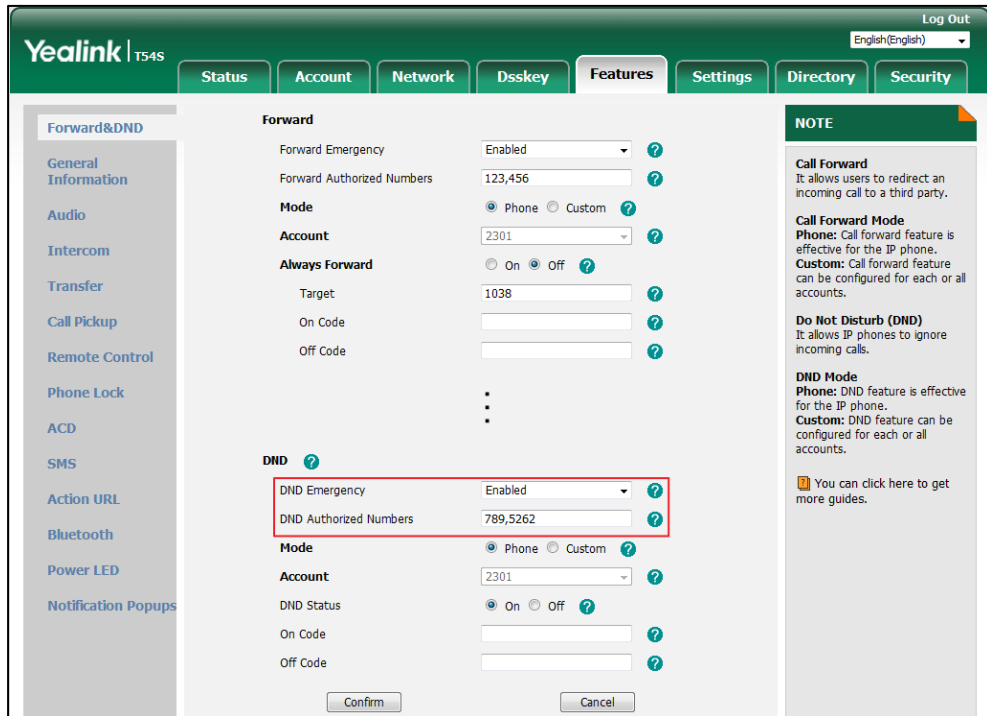 Log Out
Yealink T54S
English(English)
Status Account Network Dsskey Features Settings Directory Security
Forward&DND
General
Information
Audio
Intercom
Transfer
Call Pickup
Remote Control
Phone Lock
ACD
SMS
Action URL
Bluetooth
Power LED
Notification Popups
Forward
Forward Emergency Enabled ?
Forward Authorized Numbers 123,456 ?
Mode Phone Custom ?
Account 2301 ?
Always Forward On Off ?
Target 1038 ?
On Code ?
Off Code ?
DND ?
DND Emergency Enabled ?
DND Authorized Numbers 789,5262 ?
Mode Phone Custom ?
Account 2301 ?
DND Status On Off ?
On Code ?
Off Code ?
Confirm Cancel
NOTE
Call Forward
It allows users to redirect an
incoming call to a third party.
Call Forward Mode
Phone: Call forward feature is
effective for the IP phone.
Custom: Call forward feature
can be configured for each or all
accounts.
Do Not Disturb (DND)
It allows IP phones to ignore
incoming calls.
DND Mode
Phone: DND feature is effective
for the IP phone.
Custom: DND feature can be
configured for each or all
accounts.
? You can click here to get
more guides.